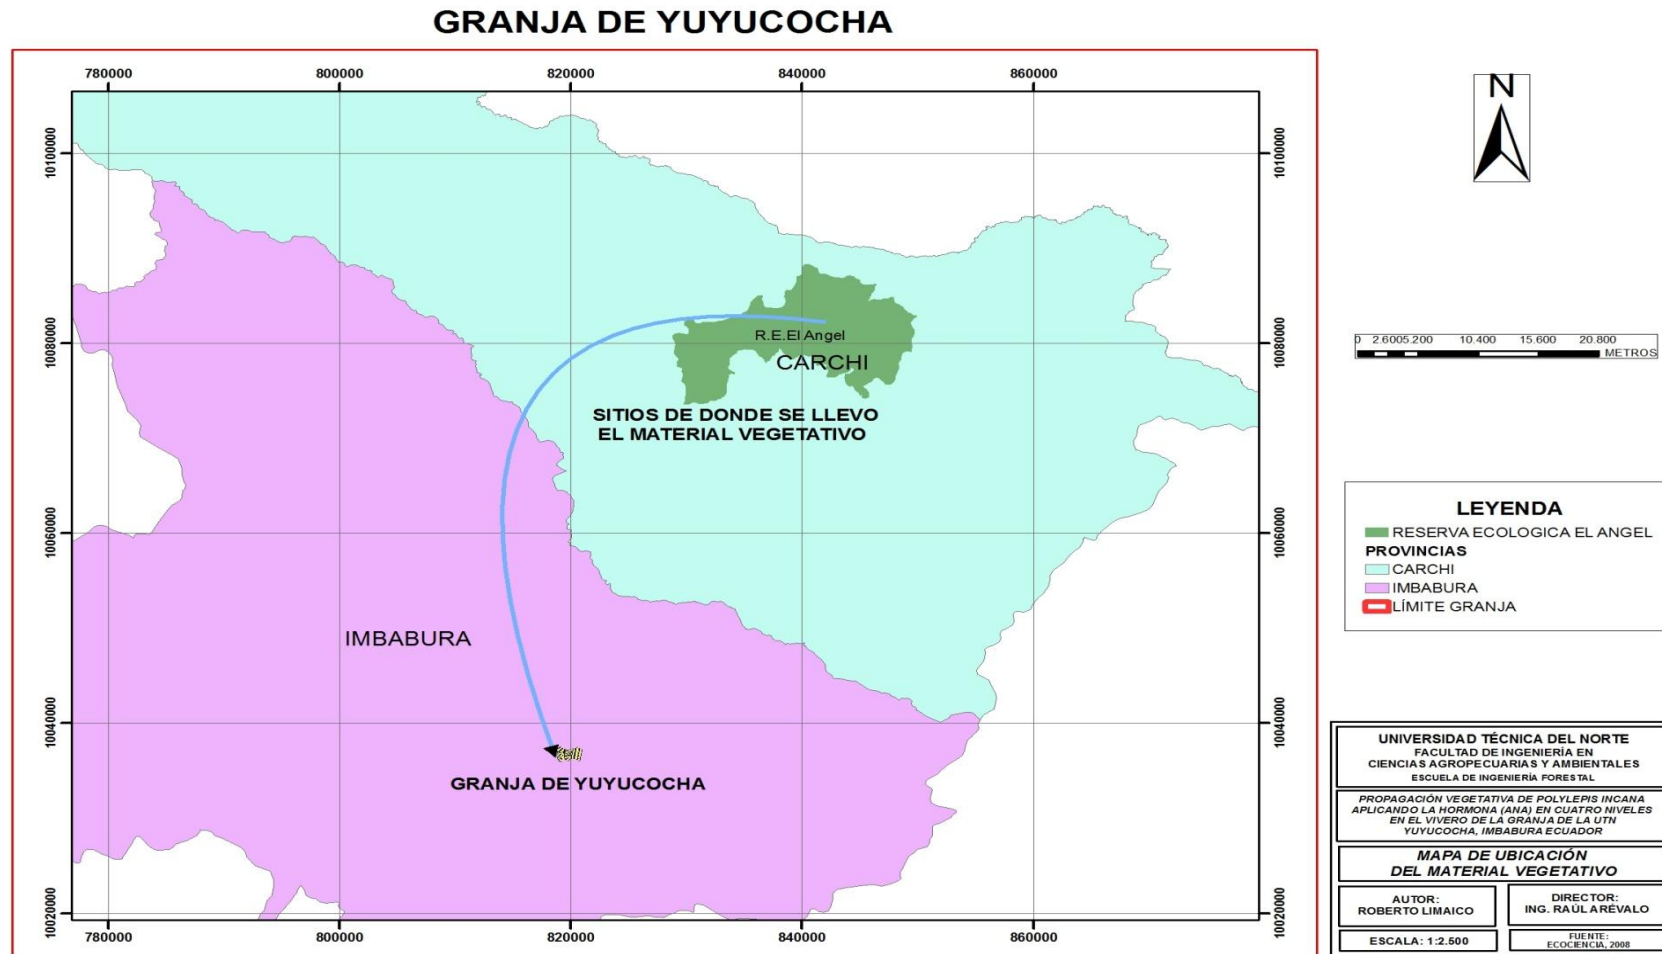 GRANJA DE YUYUCOCHA
780000 800000 820000 840000 860000
10100000 10100000
10080000 10080000
10060000 10060000
10040000 10040000
10020000 10020000
R.E.El Angel
CARCHI
SITIOS DE DONDE SE LLEVO
EL MATERIAL VEGETATIVO
IMBABURA
GRANJA DE YUYUCOCHA
780000 800000 820000 840000 860000
N
0 2.600 5.200 10.400 15.600 20.800
METROS
LEYENDA
RESERVA ECOLOGICA EL ANGEL
PROVINCIAS
CARCHI
IMBABURA
LÍMITE GRANJA
UNIVERSIDAD TÉCNICA DEL NORTE
FACULTAD DE INGENIERÍA EN
CIENCIAS AGROPECUARIAS Y AMBIENTALES
ESCUELA DE INGENIERÍA FORESTAL
PROPAGACIÓN VEGETATIVA DE POLYLEPIS INCANA
APLICANDO LA HORMONA (ANA) EN CUATRO NIVELES
EN EL VIVERO DE LA GRANJA DE LA UTN
YUYUCOCHA, IMBABURA ECUADOR
MAPA DE UBICACIÓN
DEL MATERIAL VEGETATIVO
AUTOR:
ROBERTO LIMAICO
DIRECTOR:
ING. RAÚL ARÉVALO
ESCALA: 1:2.500
FUENTE:
ECOCIENCIA, 2008